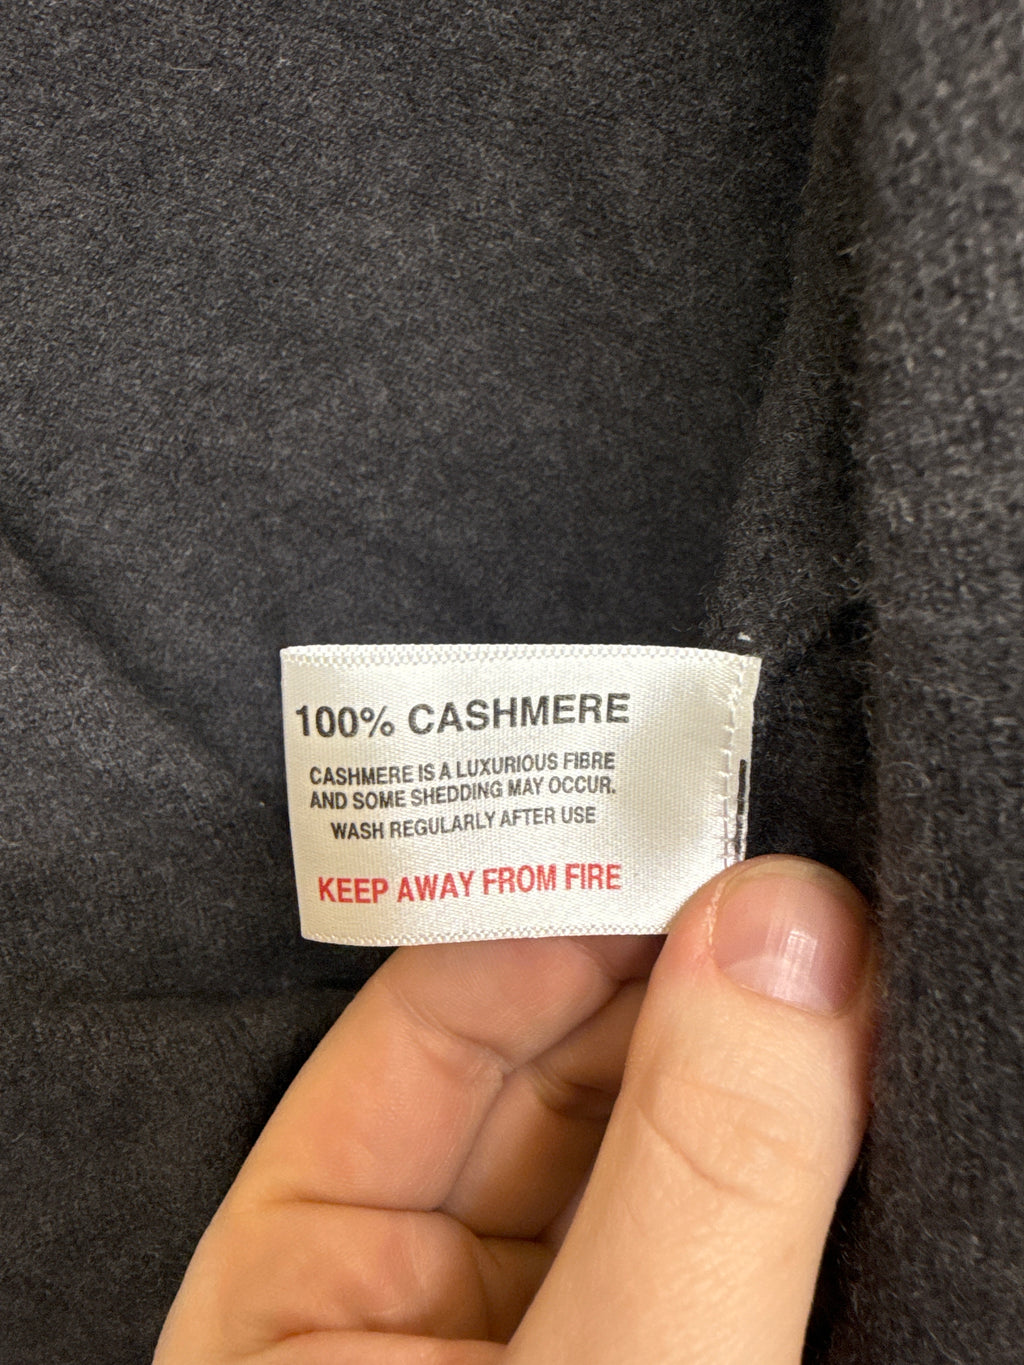 100% CASHMERE
CASHMERE IS A LUXURIOUS FIBRE
AND SOME SHEDDING MAY OCCUR.
WASH REGULARLY AFTER USE
KEEP AWAY FROM FIRE